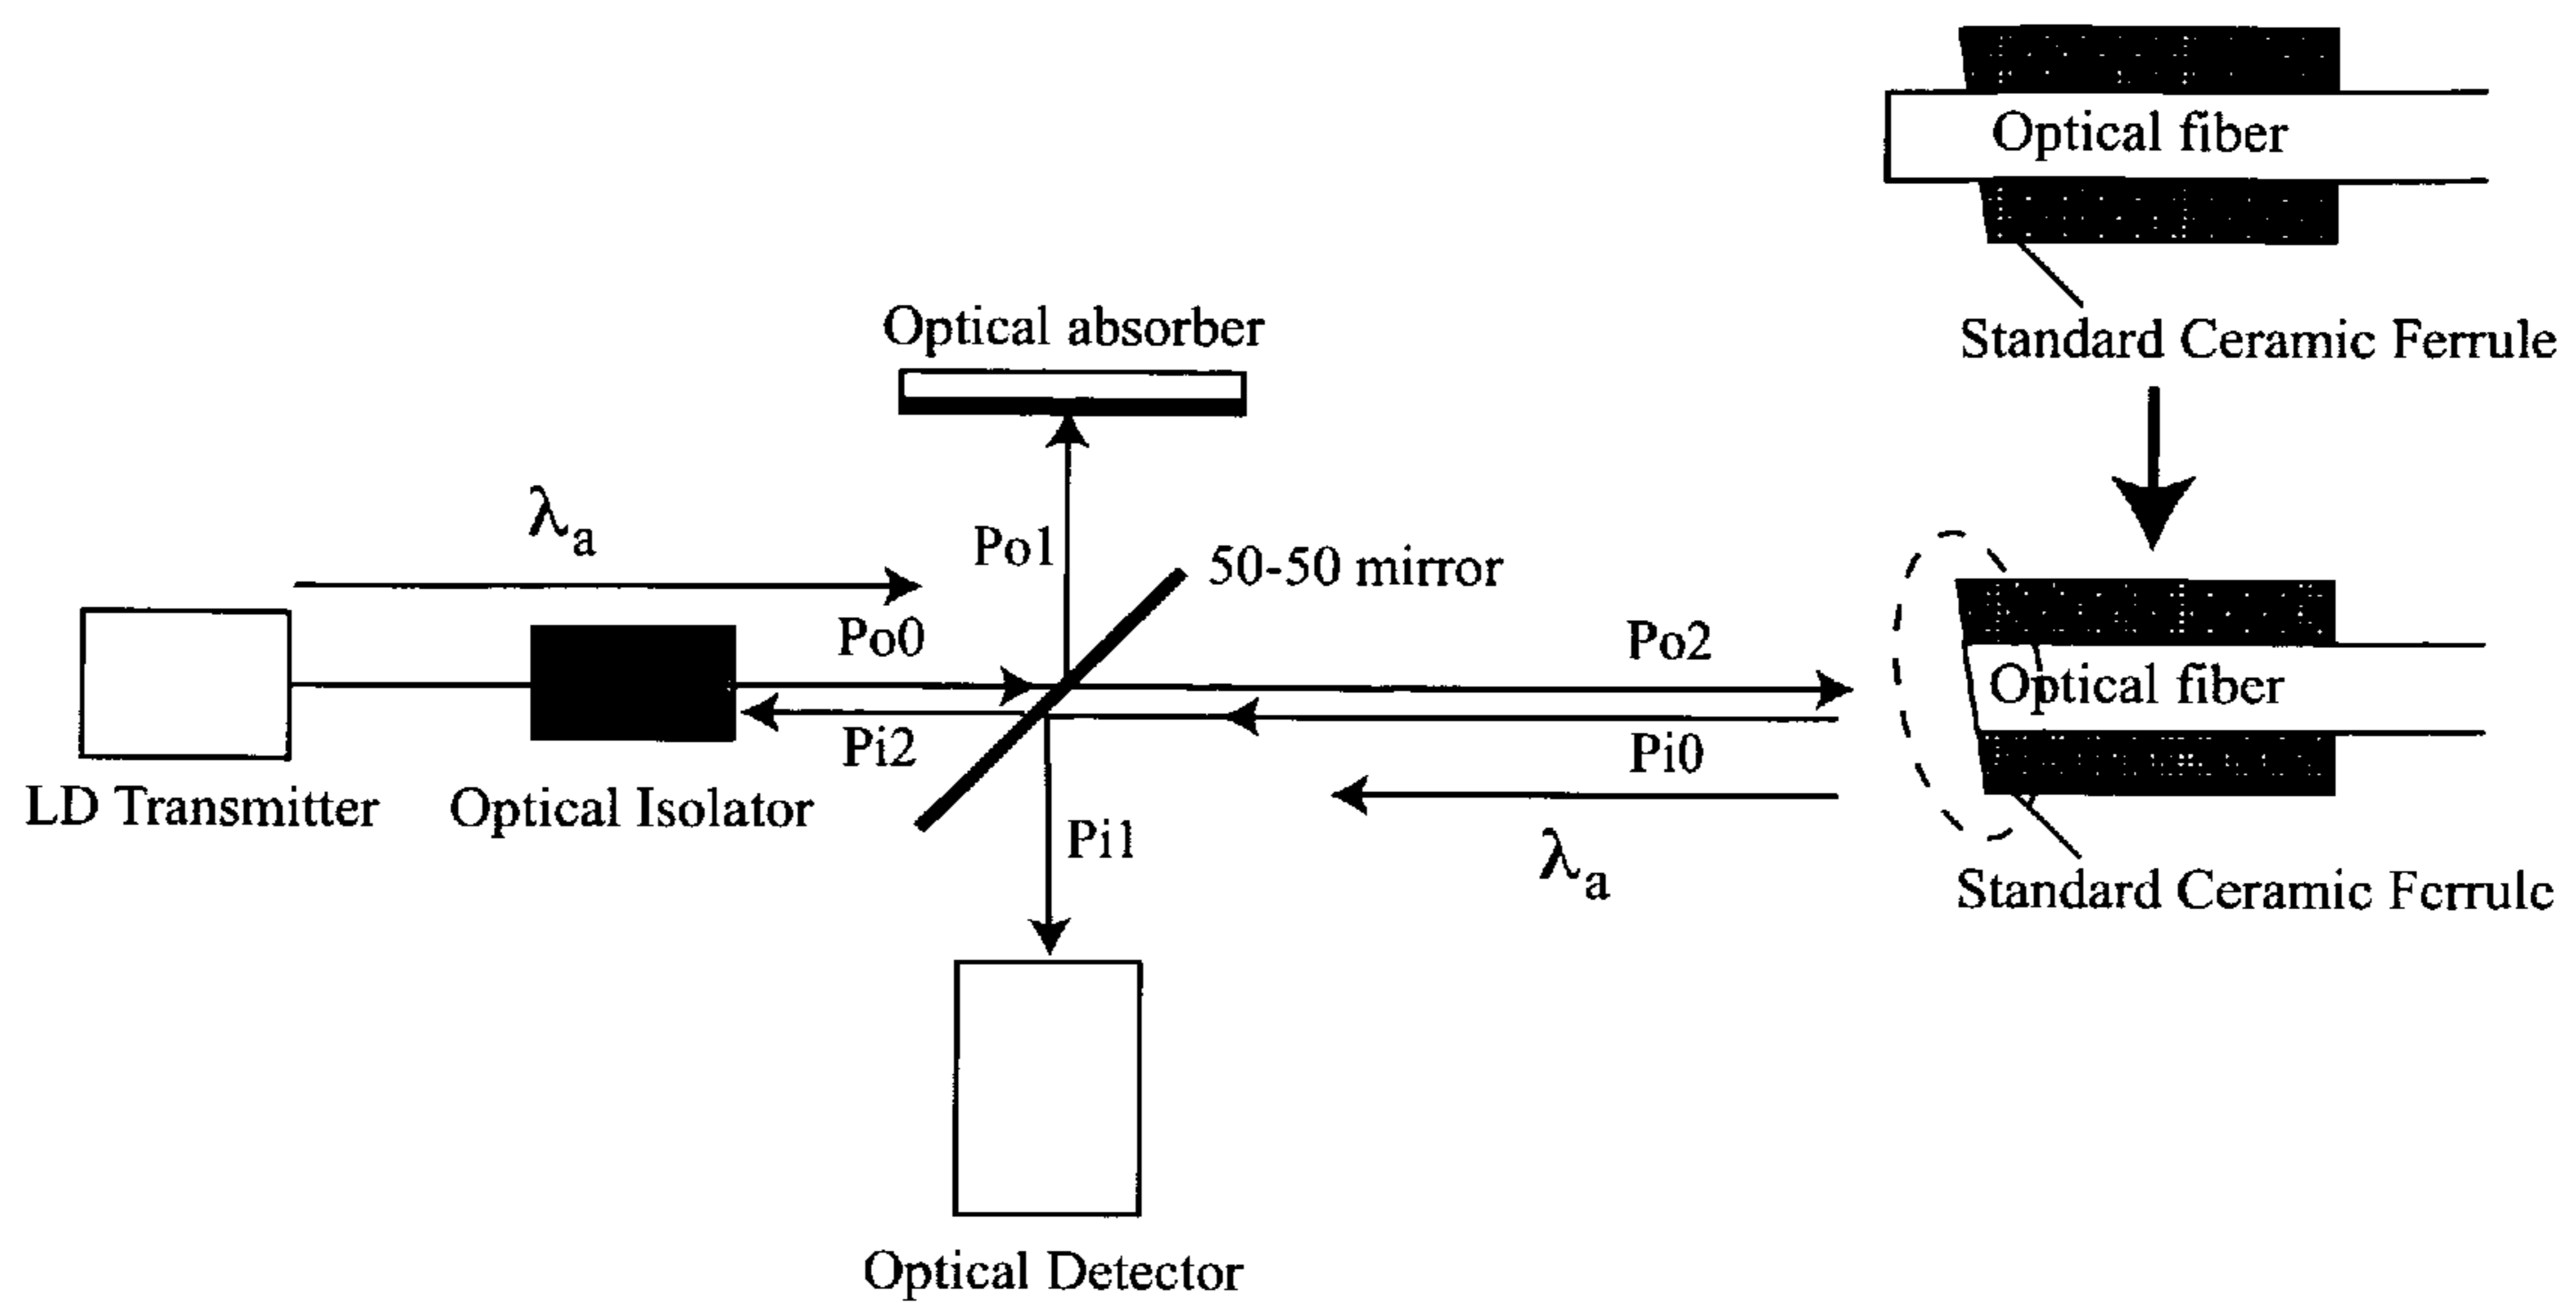 Optical fiber
Standard Ceramic Ferrule
Optical absorber
λa
Po1
50-50 mirror
Po0
Po2
Optical fiber
Pi2
Pi0
LD Transmitter
Optical Isolator
Pi1
λa
Standard Ceramic Ferrule
Optical Detector